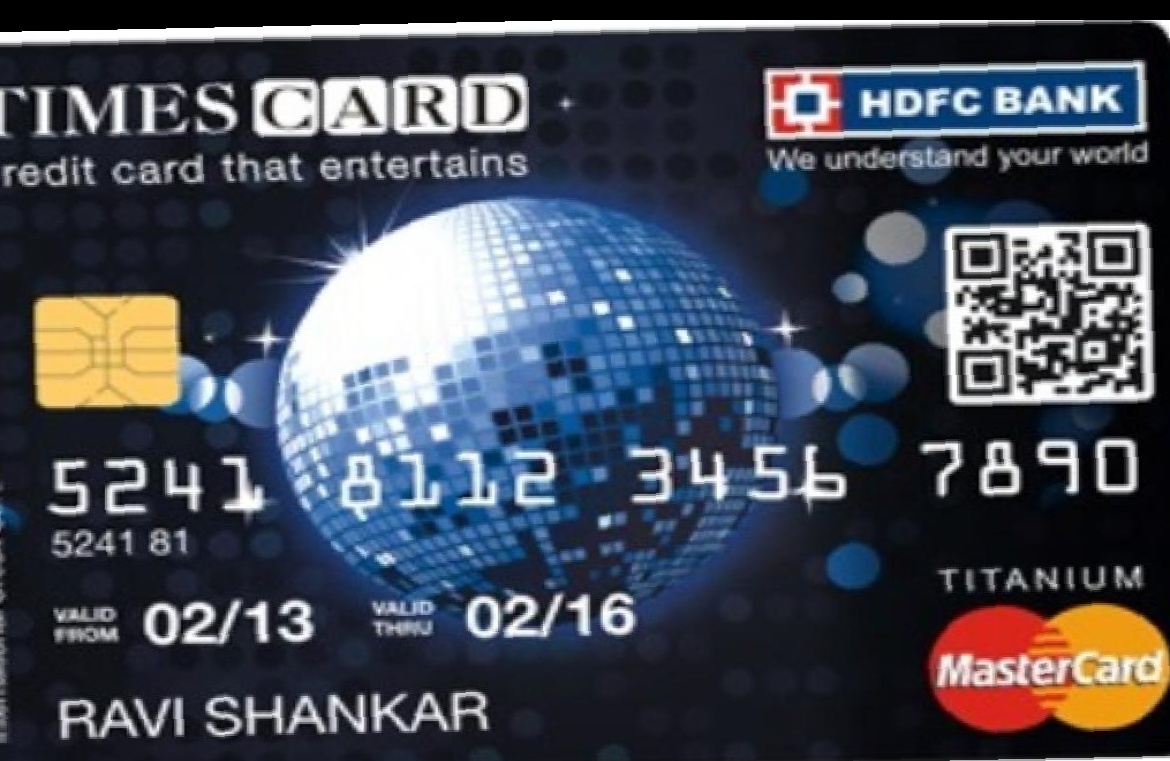 TIMES CARD
redit card that entertains
HDFC BANK
We understand your world
5241 8112 3456 7890
5241 81
VALID FROM 02/13 VALID THRU 02/16
TITANIUM
MasterCard
RAVI SHANKAR